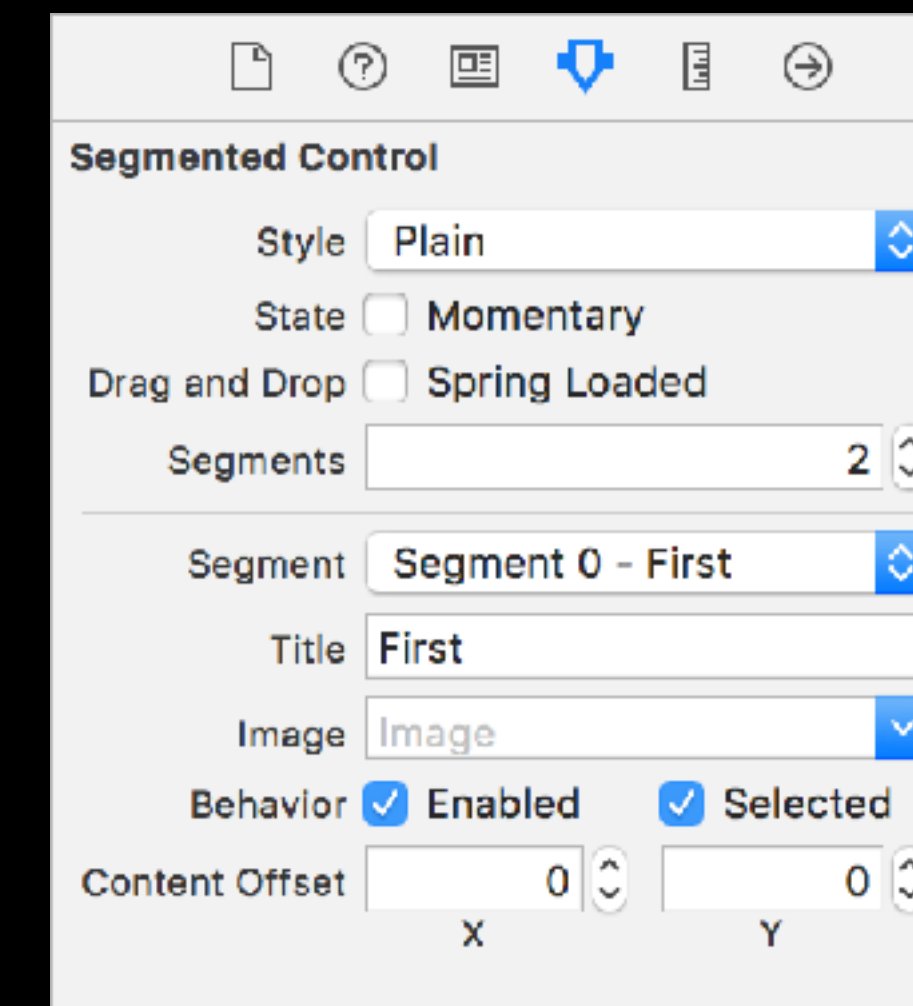 Segmented Control
Style Plain
State Momentary
Drag and Drop Spring Loaded
Segments 2
Segment Segment 0 - First
Title First
Image Image
Behavior Enabled Selected
Content Offset 0 0
X Y